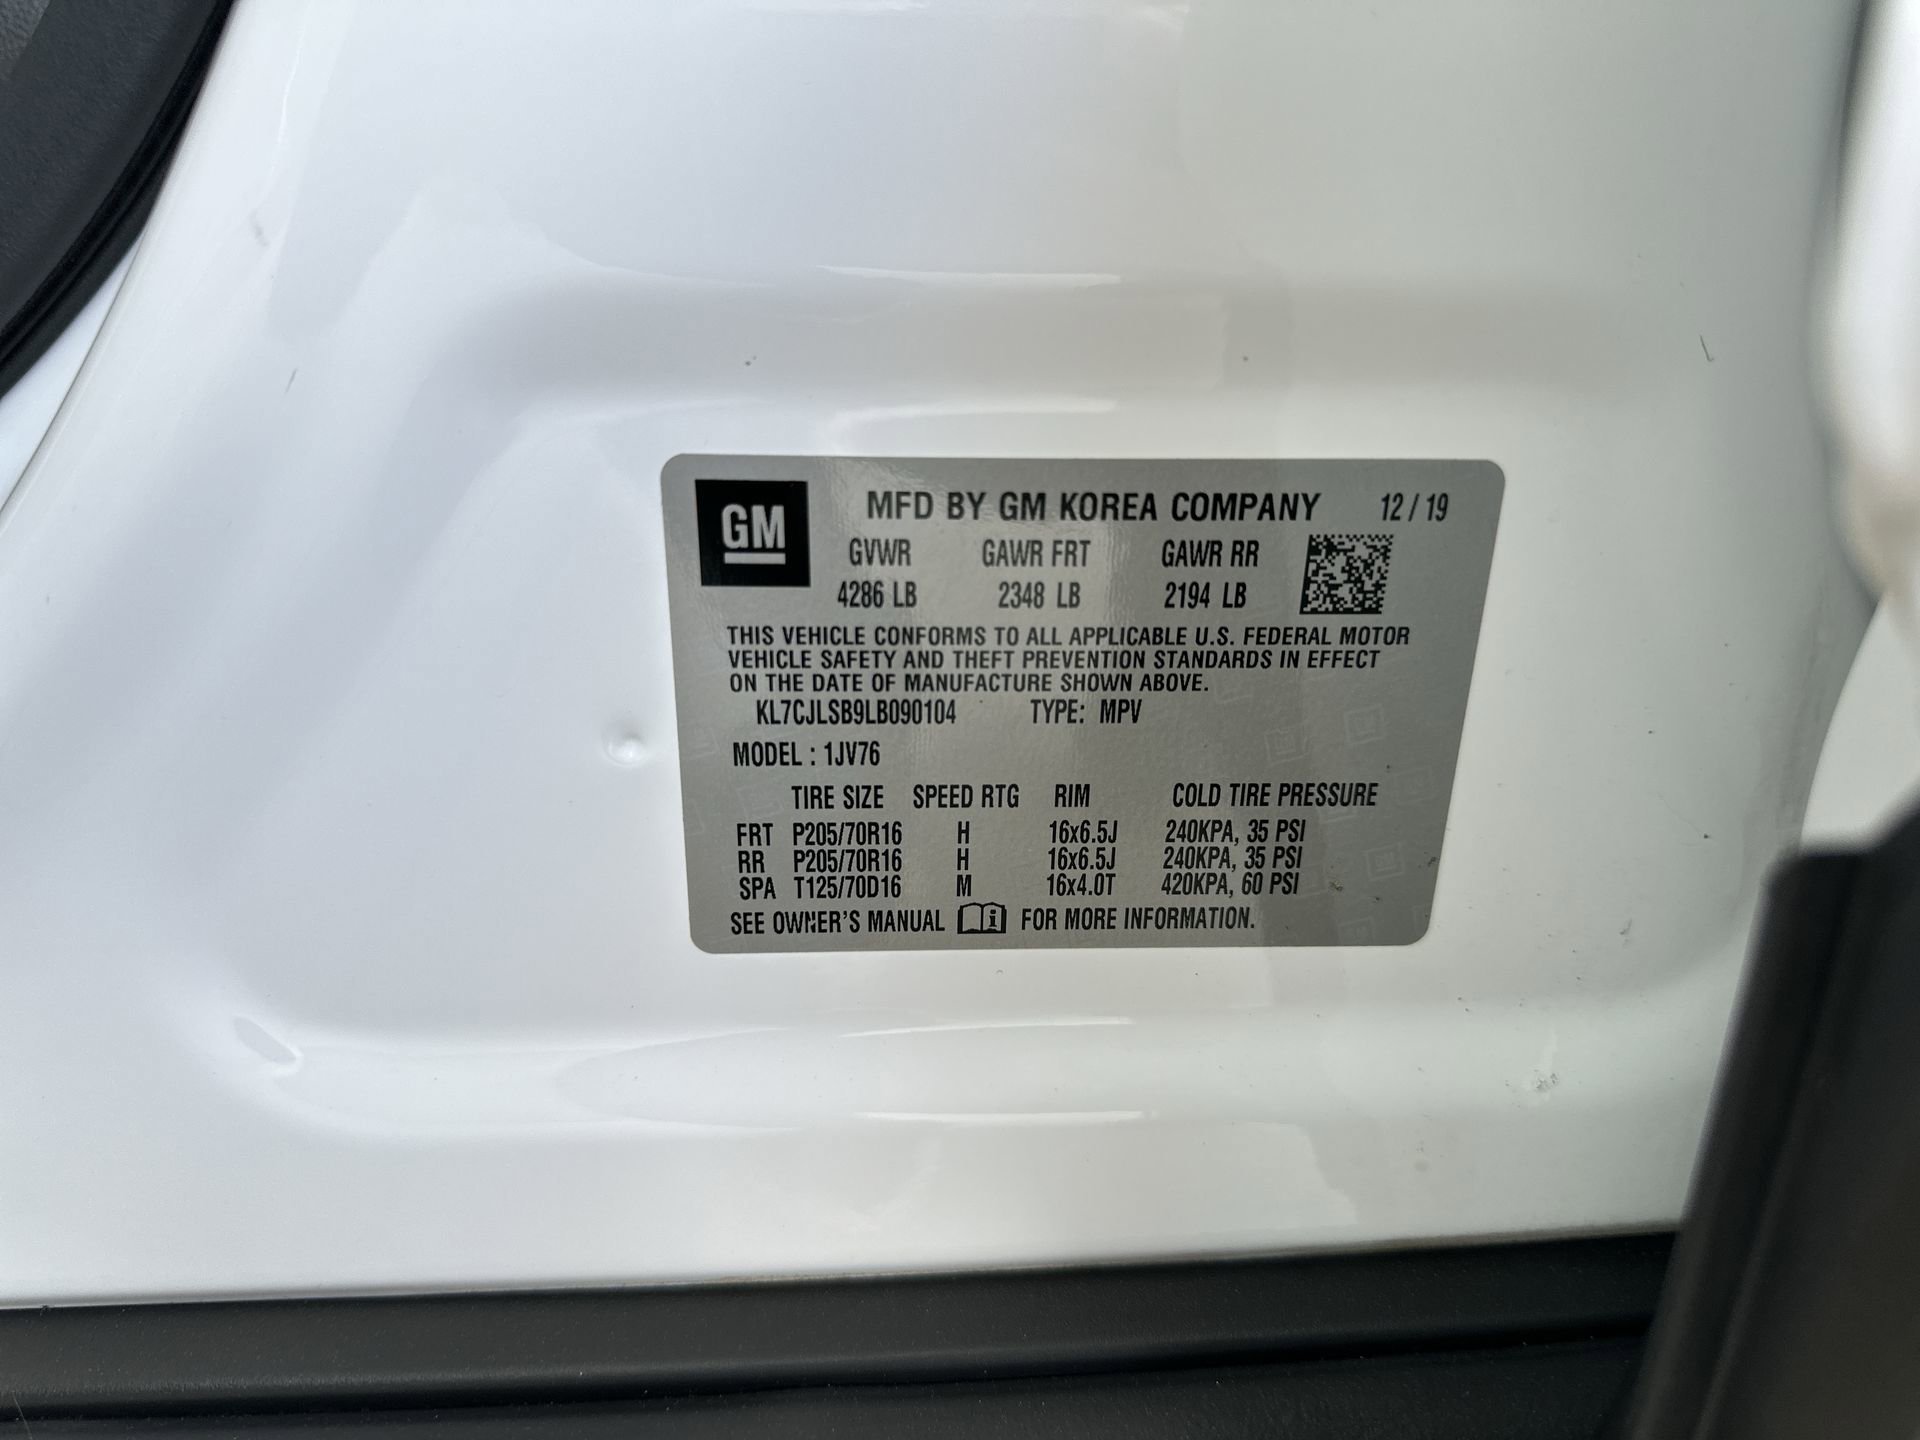 GM
MFD BY GM KOREA COMPANY 12 / 19
GVWR GAWR FRT GAWR RR
4286 LB 2348 LB 2194 LB
THIS VEHICLE CONFORMS TO ALL APPLICABLE U.S. FEDERAL MOTOR
VEHICLE SAFETY AND THEFT PREVENTION STANDARDS IN EFFECT
ON THE DATE OF MANUFACTURE SHOWN ABOVE.
KL7CJLSB9LB090104 TYPE: MPV
MODEL : 1JV76
TIRE SIZE SPEED RTG RIM COLD TIRE PRESSURE
FRT P205/70R16 H 16x6.5J 240KPA, 35 PSI
RR P205/70R16 H 16x6.5J 240KPA, 35 PSI
SPA T125/70D16 M 16x4.0T 420KPA, 60 PSI
SEE OWNER'S MANUAL i FOR MORE INFORMATION.